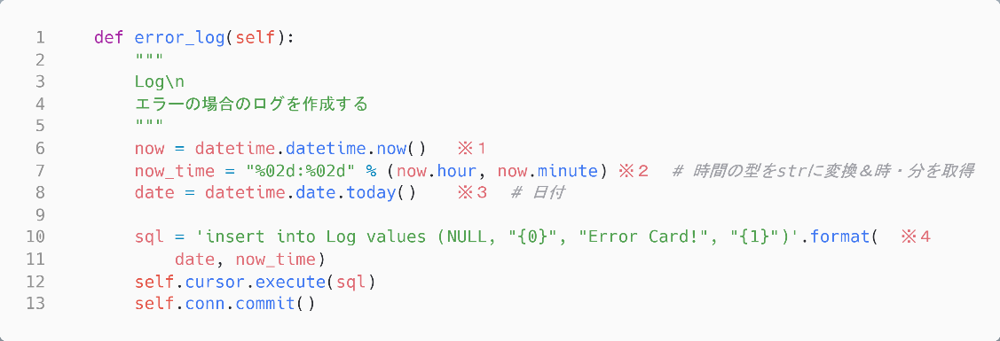 1 def error_log(self):
2 """
3 Log\n
4 エラーの場合のログを作成する
5 """
6 now = datetime.datetime.now() ※１
7 now_time = "%02d:%02d" % (now.hour, now.minute) ※２ # 時間の型をstrに変換＆時・分を取得
8 date = datetime.date.today() ※３ # 日付
9
10 sql = 'insert into Log values (NULL, "{0}", "Error Card!", "{1}")'.format( ※４
11 date, now_time)
12 self.cursor.execute(sql)
13 self.conn.commit()